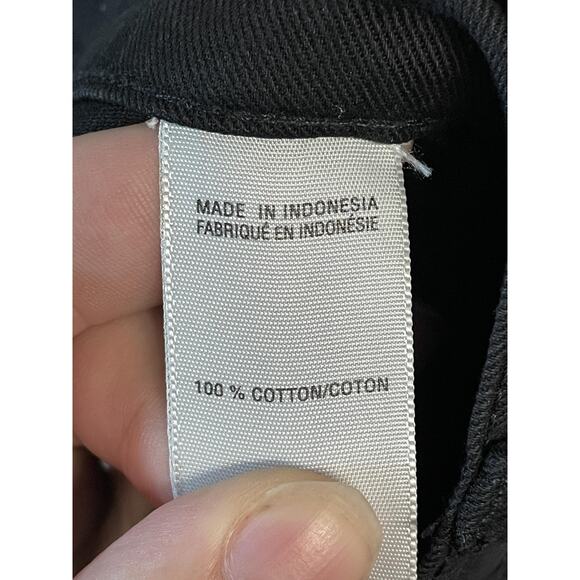 MADE IN INDONESIA
FABRIQUÉ EN INDONÉSIE
100 % COTTON/COTON